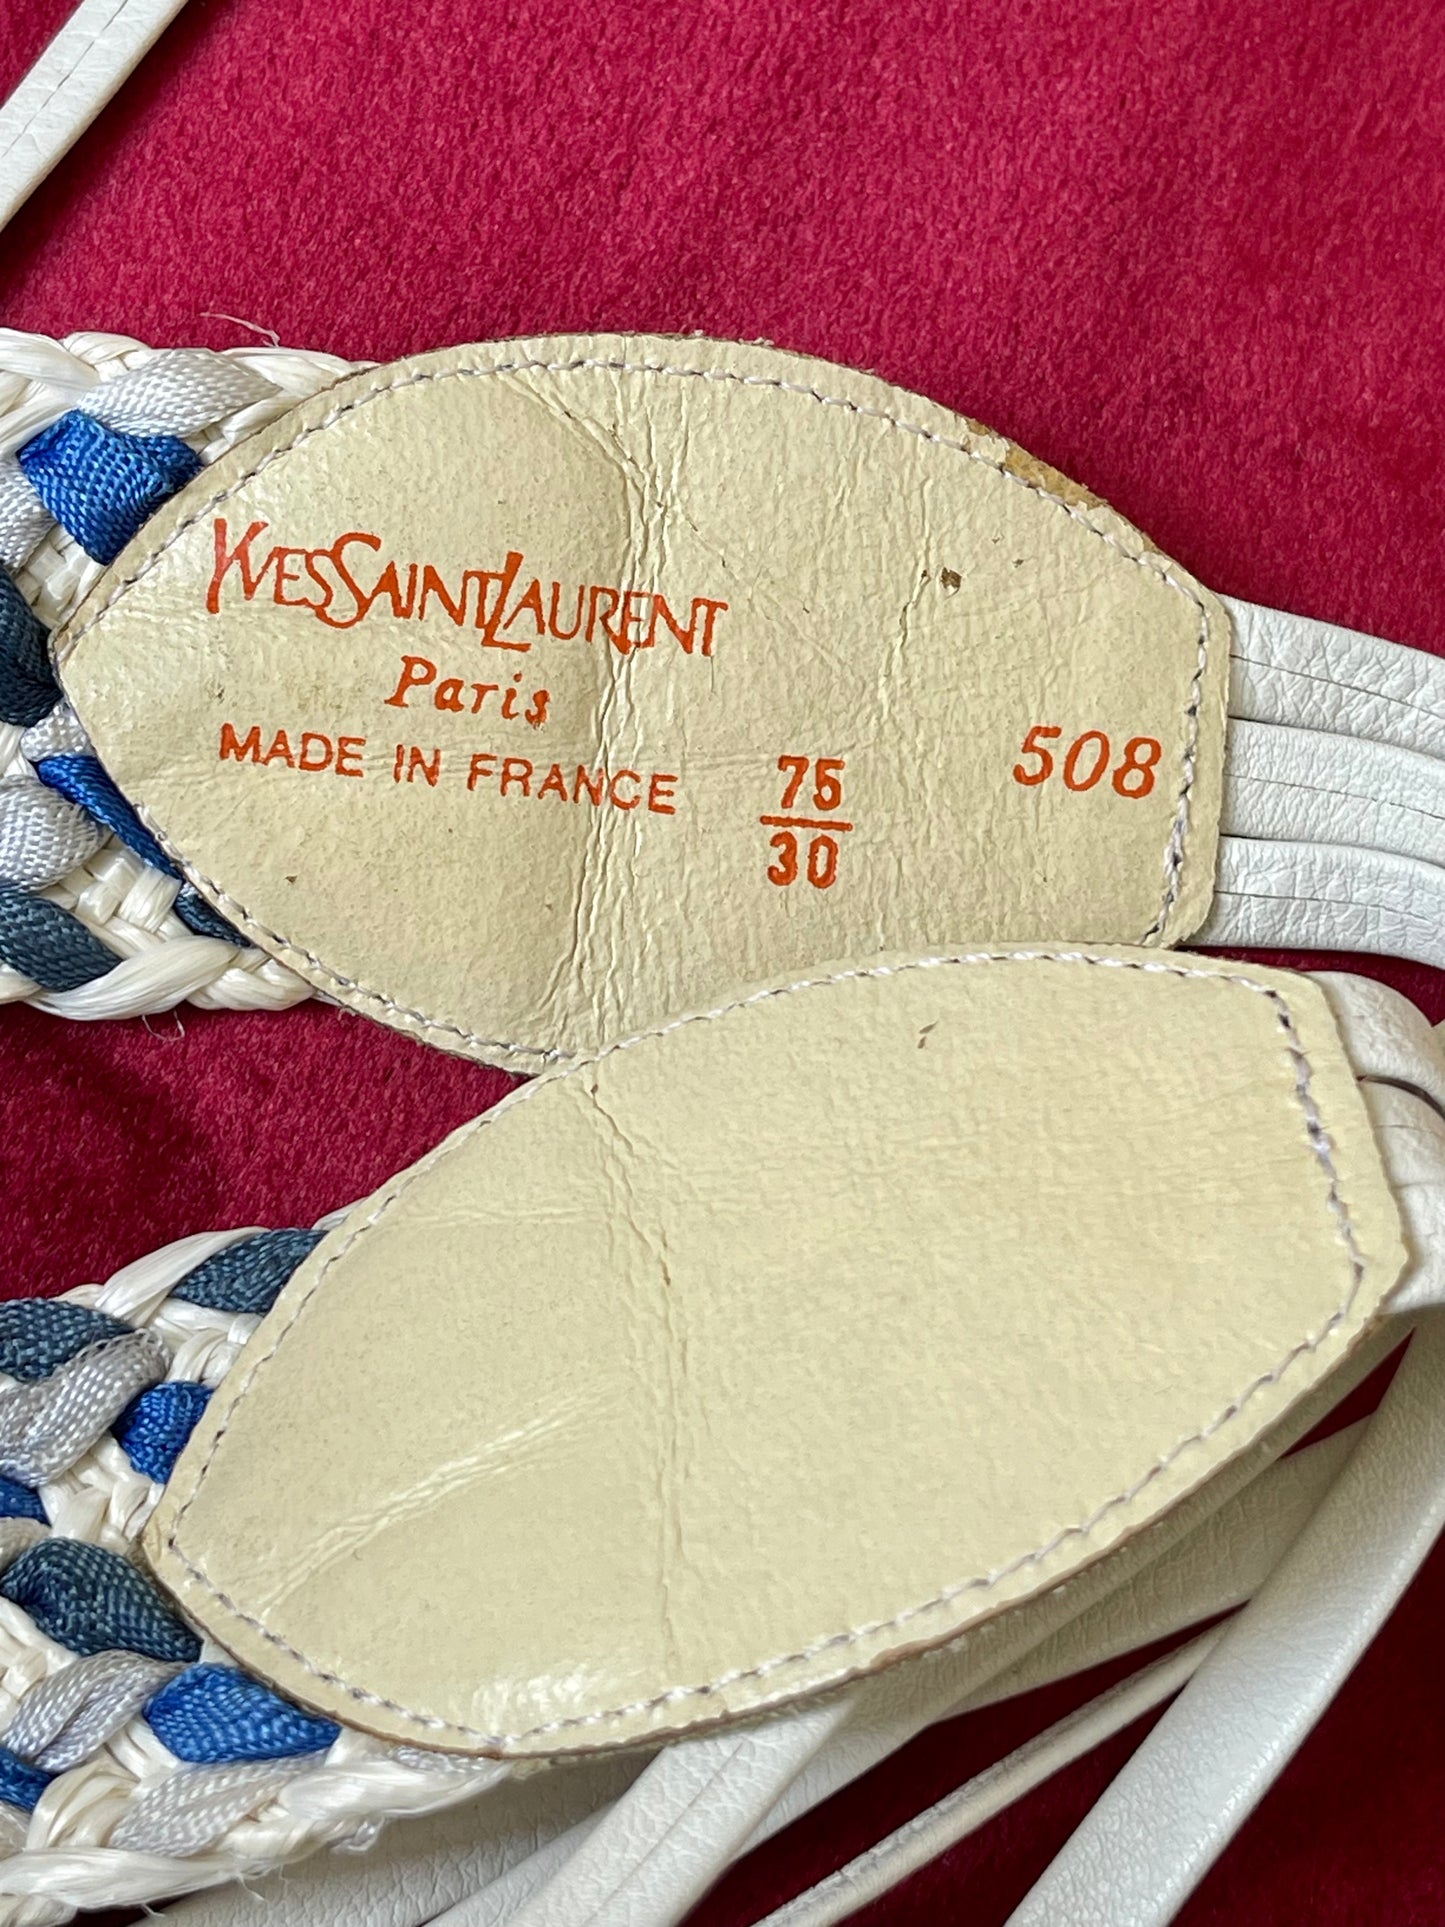 YVESSAINTLAURENT
Paris
MADE IN FRANCE
75
30
508